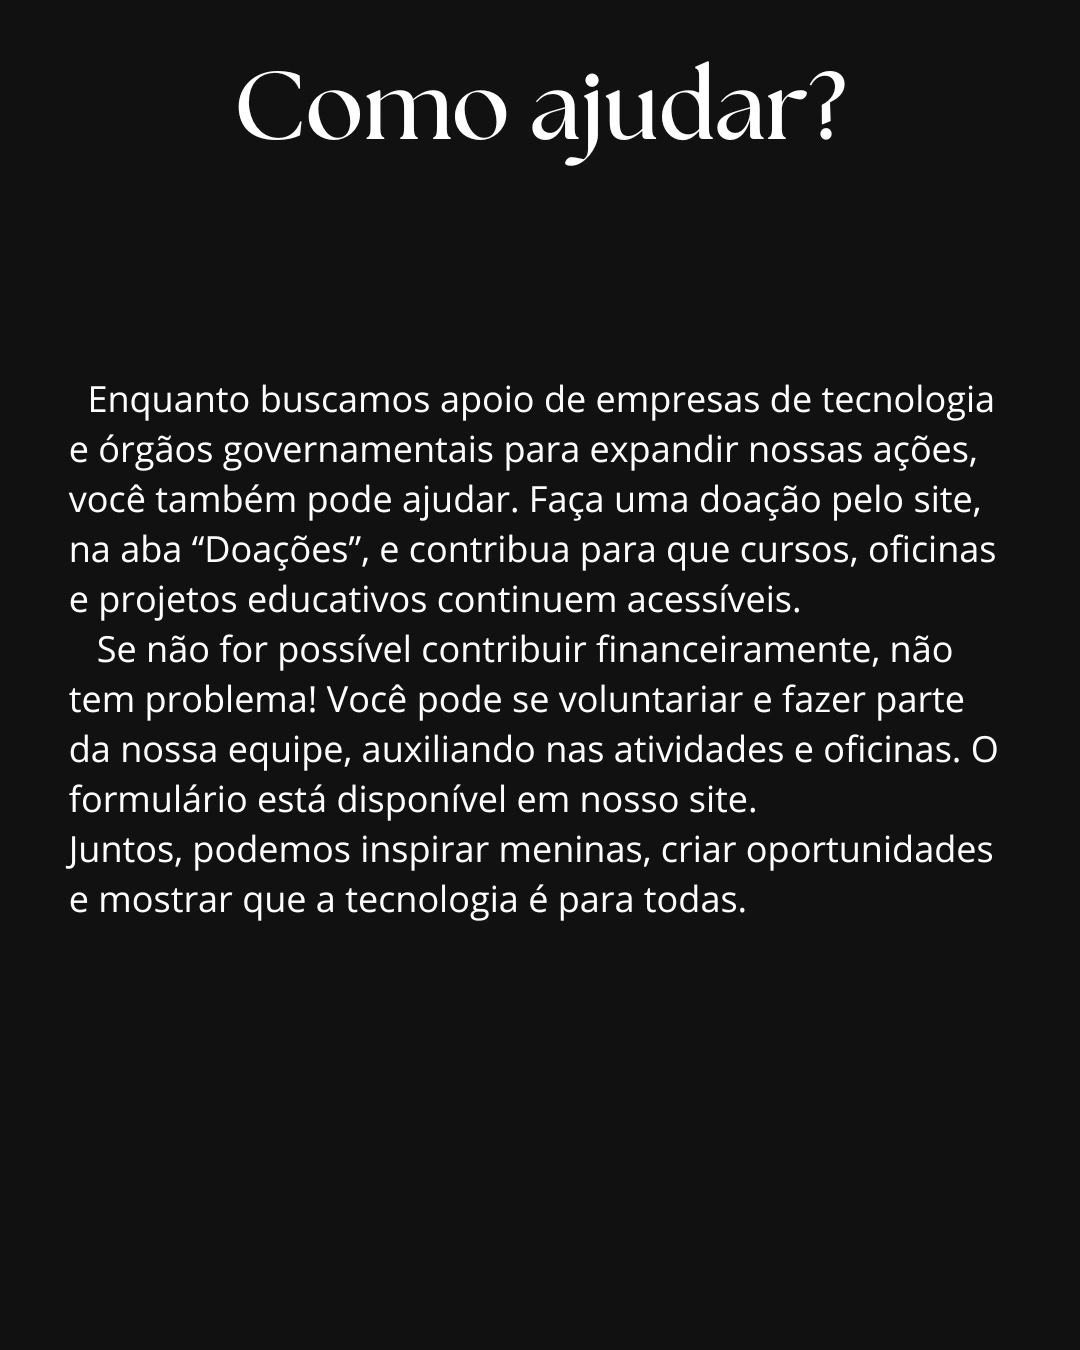 Como ajudar?
Enquanto buscamos apoio de empresas de tecnologia
e órgãos governamentais para expandir nossas ações,
você também pode ajudar. Faça uma doação pelo site,
na aba “Doações”, e contribua para que cursos, oficinas
e projetos educativos continuem acessíveis.
Se não for possível contribuir financeiramente, não
tem problema! Você pode se voluntariar e fazer parte
da nossa equipe, auxiliando nas atividades e oficinas. O
formulário está disponível em nosso site.
Juntos, podemos inspirar meninas, criar oportunidades
e mostrar que a tecnologia é para todas.